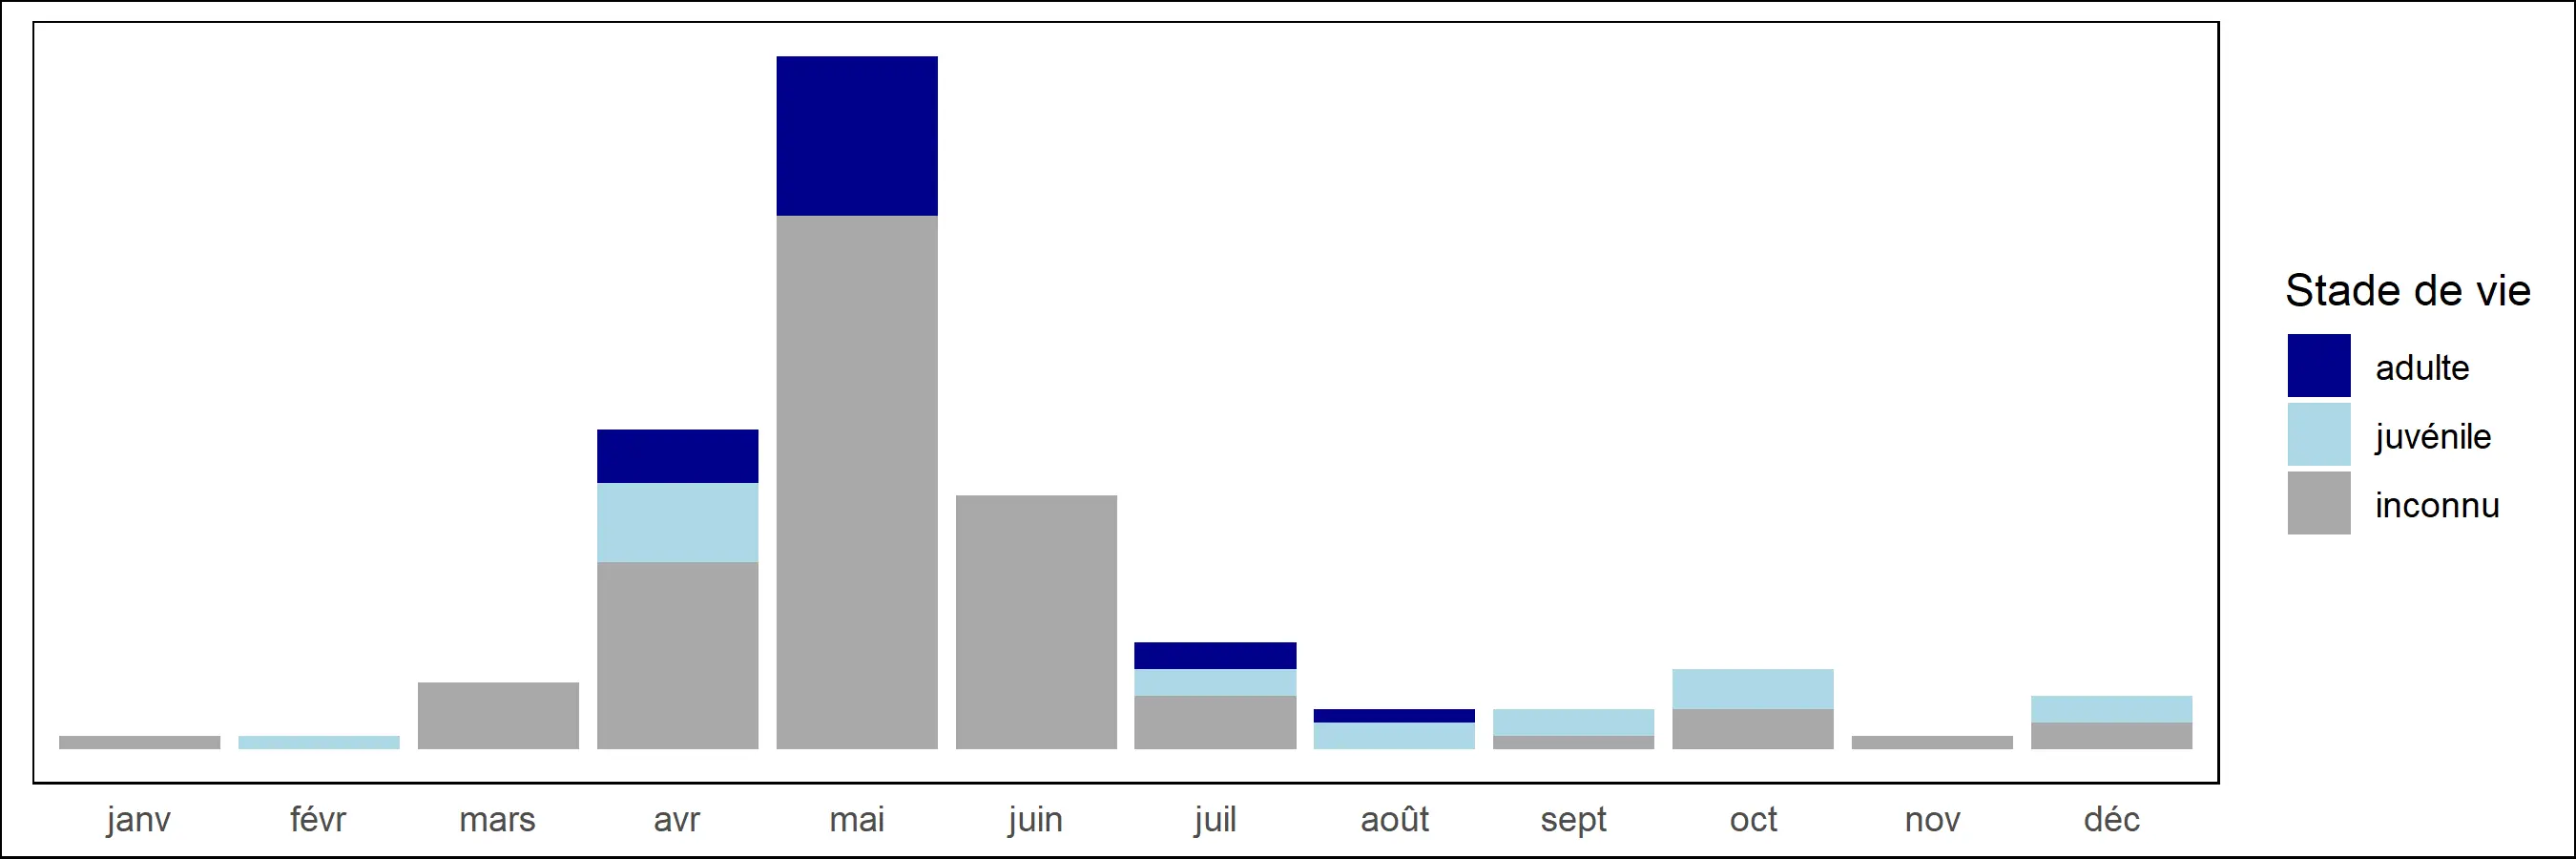 Stade de vie
adulte
juvénile
inconnu
janv févr mars avr mai juin juil août sept oct nov déc